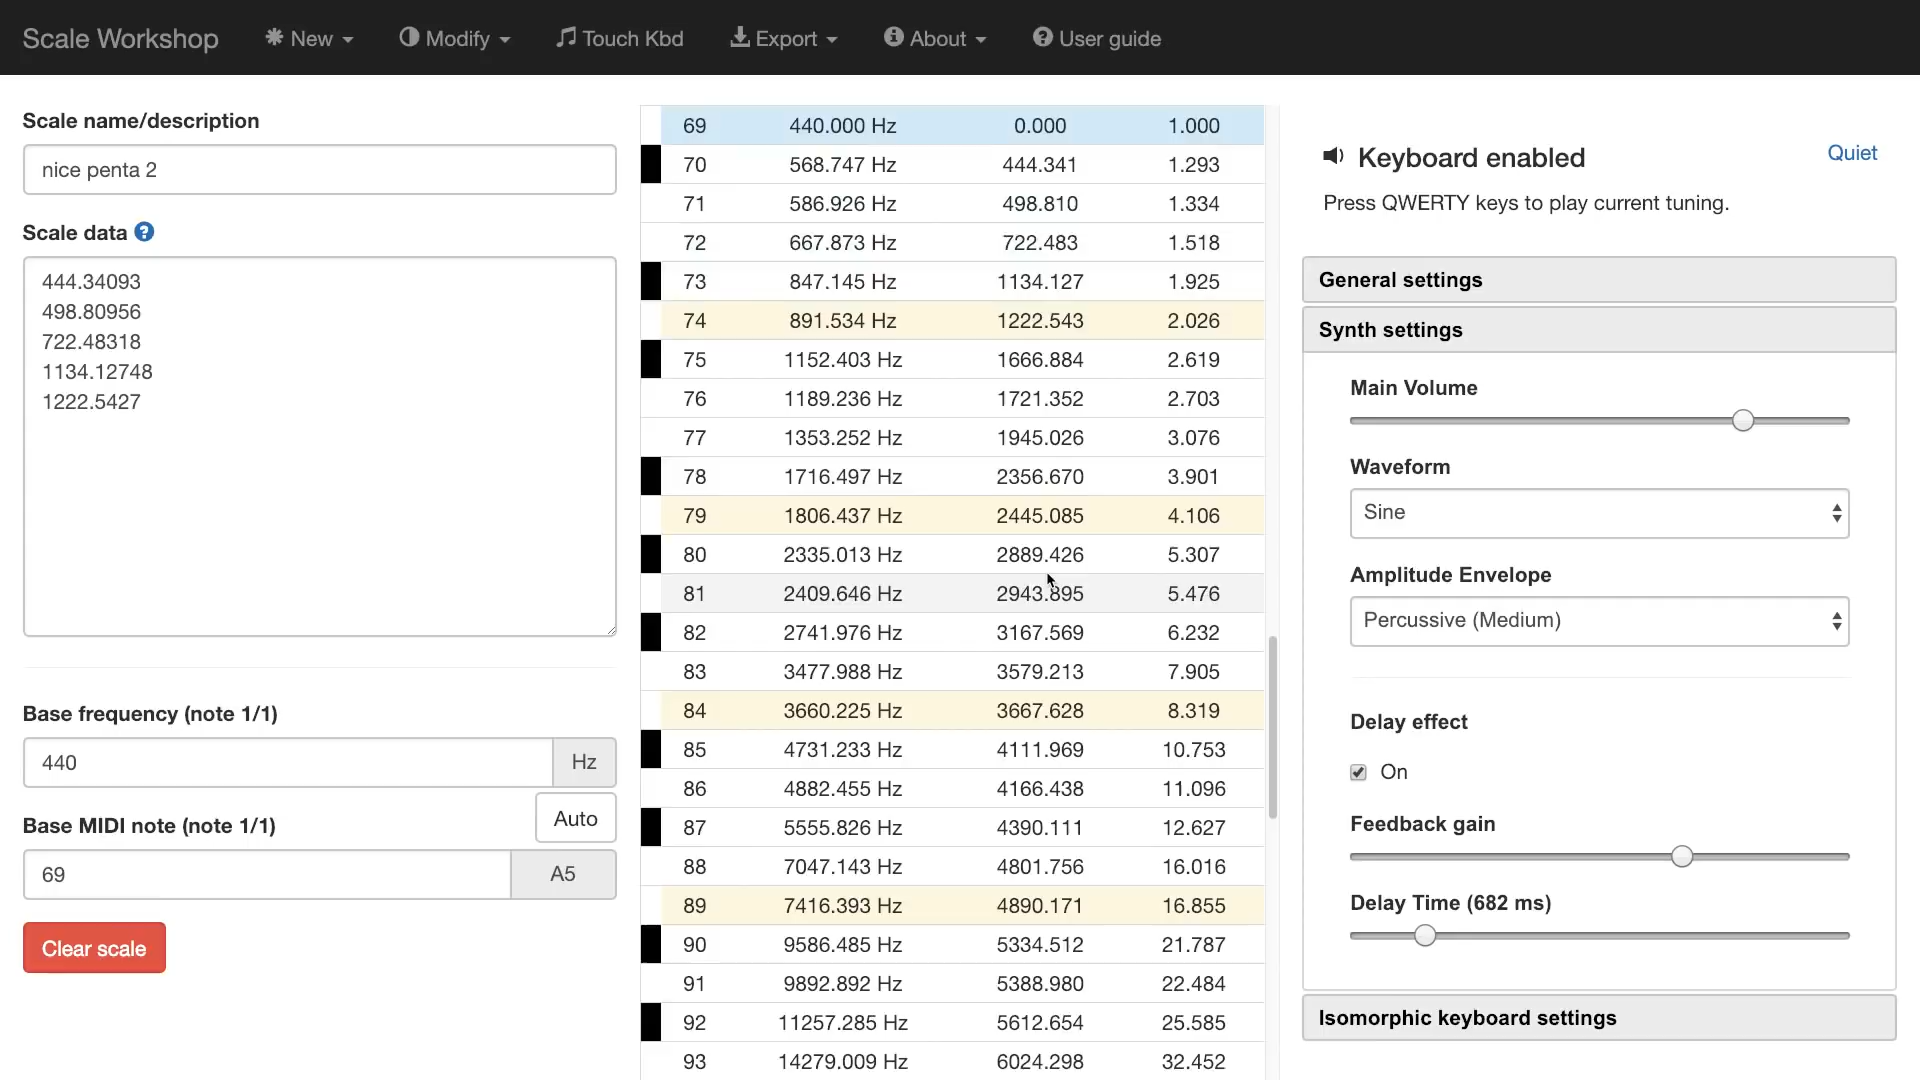 Scale Workshop New Modify Touch Kbd Export About User guide
Scale name/description
nice penta 2
Scale data
444.34093
498.80956
722.48318
1134.12748
1222.5427
Base frequency (note 1/1)
440 Hz
Auto
Base MIDI note (note 1/1)
69 A5
Clear scale
69 440.000 Hz 0.000 1.000
70 568.747 Hz 444.341 1.293
71 586.926 Hz 498.810 1.334
72 667.873 Hz 722.483 1.518
73 847.145 Hz 1134.127 1.925
74 891.534 Hz 1222.543 2.026
75 1152.403 Hz 1666.884 2.619
76 1189.236 Hz 1721.352 2.703
77 1353.252 Hz 1945.026 3.076
78 1716.497 Hz 2356.670 3.901
79 1806.437 Hz 2445.085 4.106
80 2335.013 Hz 2889.426 5.307
81 2409.646 Hz 2943.895 5.476
82 2741.976 Hz 3167.569 6.232
83 3477.988 Hz 3579.213 7.905
84 3660.225 Hz 3667.628 8.319
85 4731.233 Hz 4111.969 10.753
86 4882.455 Hz 4166.438 11.096
87 5555.826 Hz 4390.111 12.627
88 7047.143 Hz 4801.756 16.016
89 7416.393 Hz 4890.171 16.855
90 9586.485 Hz 5334.512 21.787
91 9892.892 Hz 5388.980 22.484
92 11257.285 Hz 5612.654 25.585
93 14279.009 Hz 6024.298 32.452
Keyboard enabled
Quiet
Press QWERTY keys to play current tuning.
General settings
Synth settings
Main Volume
Waveform
Sine
Amplitude Envelope
Percussive (Medium)
Delay effect
On
Feedback gain
Delay Time (682 ms)
Isomorphic keyboard settings